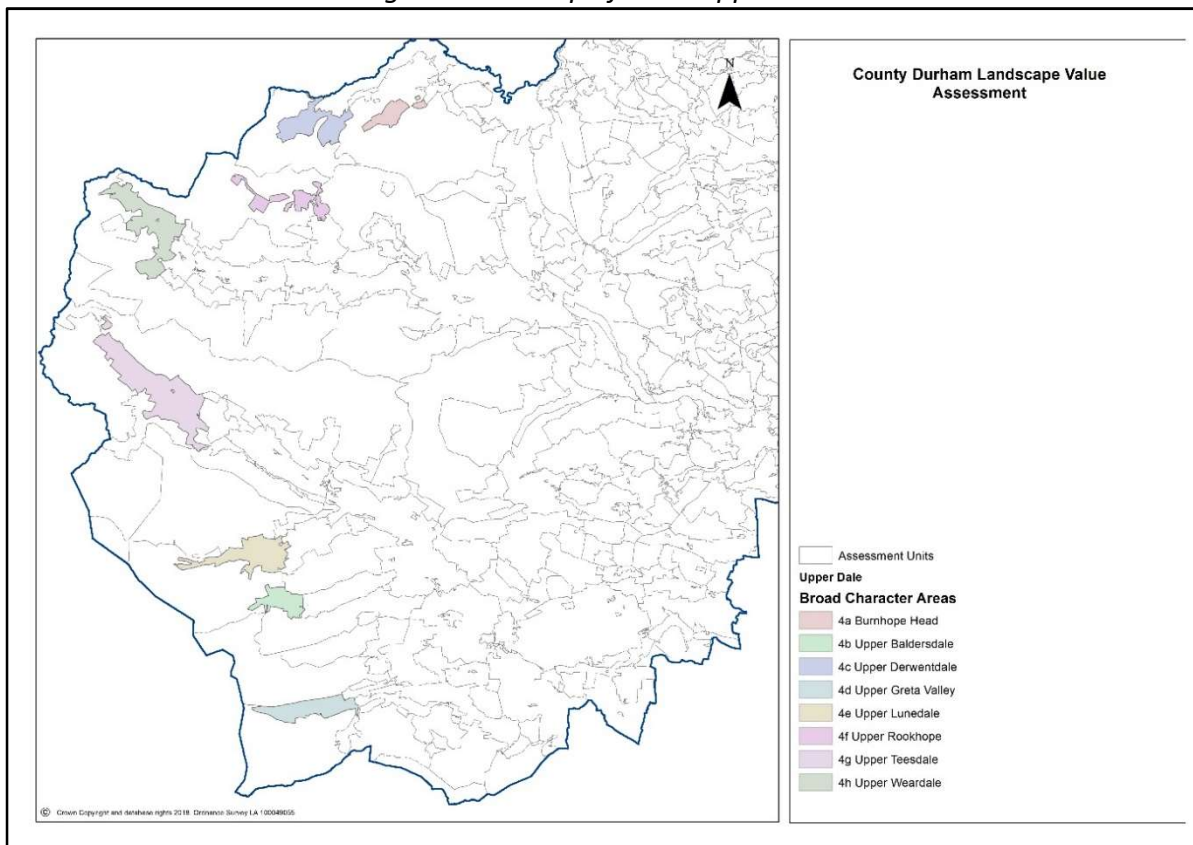 N
County Durham Landscape Value
Assessment
Assessment Units
Upper Dale
Broad Character Areas
4a Burnhope Head
4b Upper Baldersdale
4c Upper Derwentdale
4d Upper Greta Valley
4e Upper Lunedale
4f Upper Rookhope
4g Upper Teesdale
4h Upper Weardale
© Crown Copyright and database rights 2018. Ordnance Survey LA 100049055